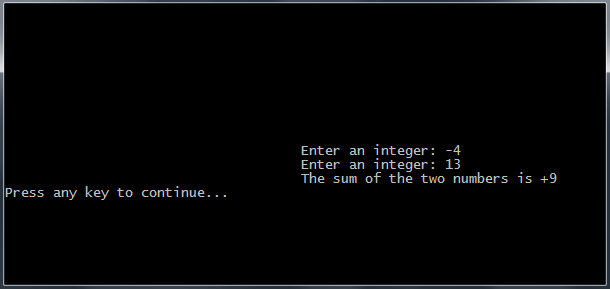 Enter an integer: -4
Enter an integer: 13
The sum of the two numbers is +9
Press any key to continue...